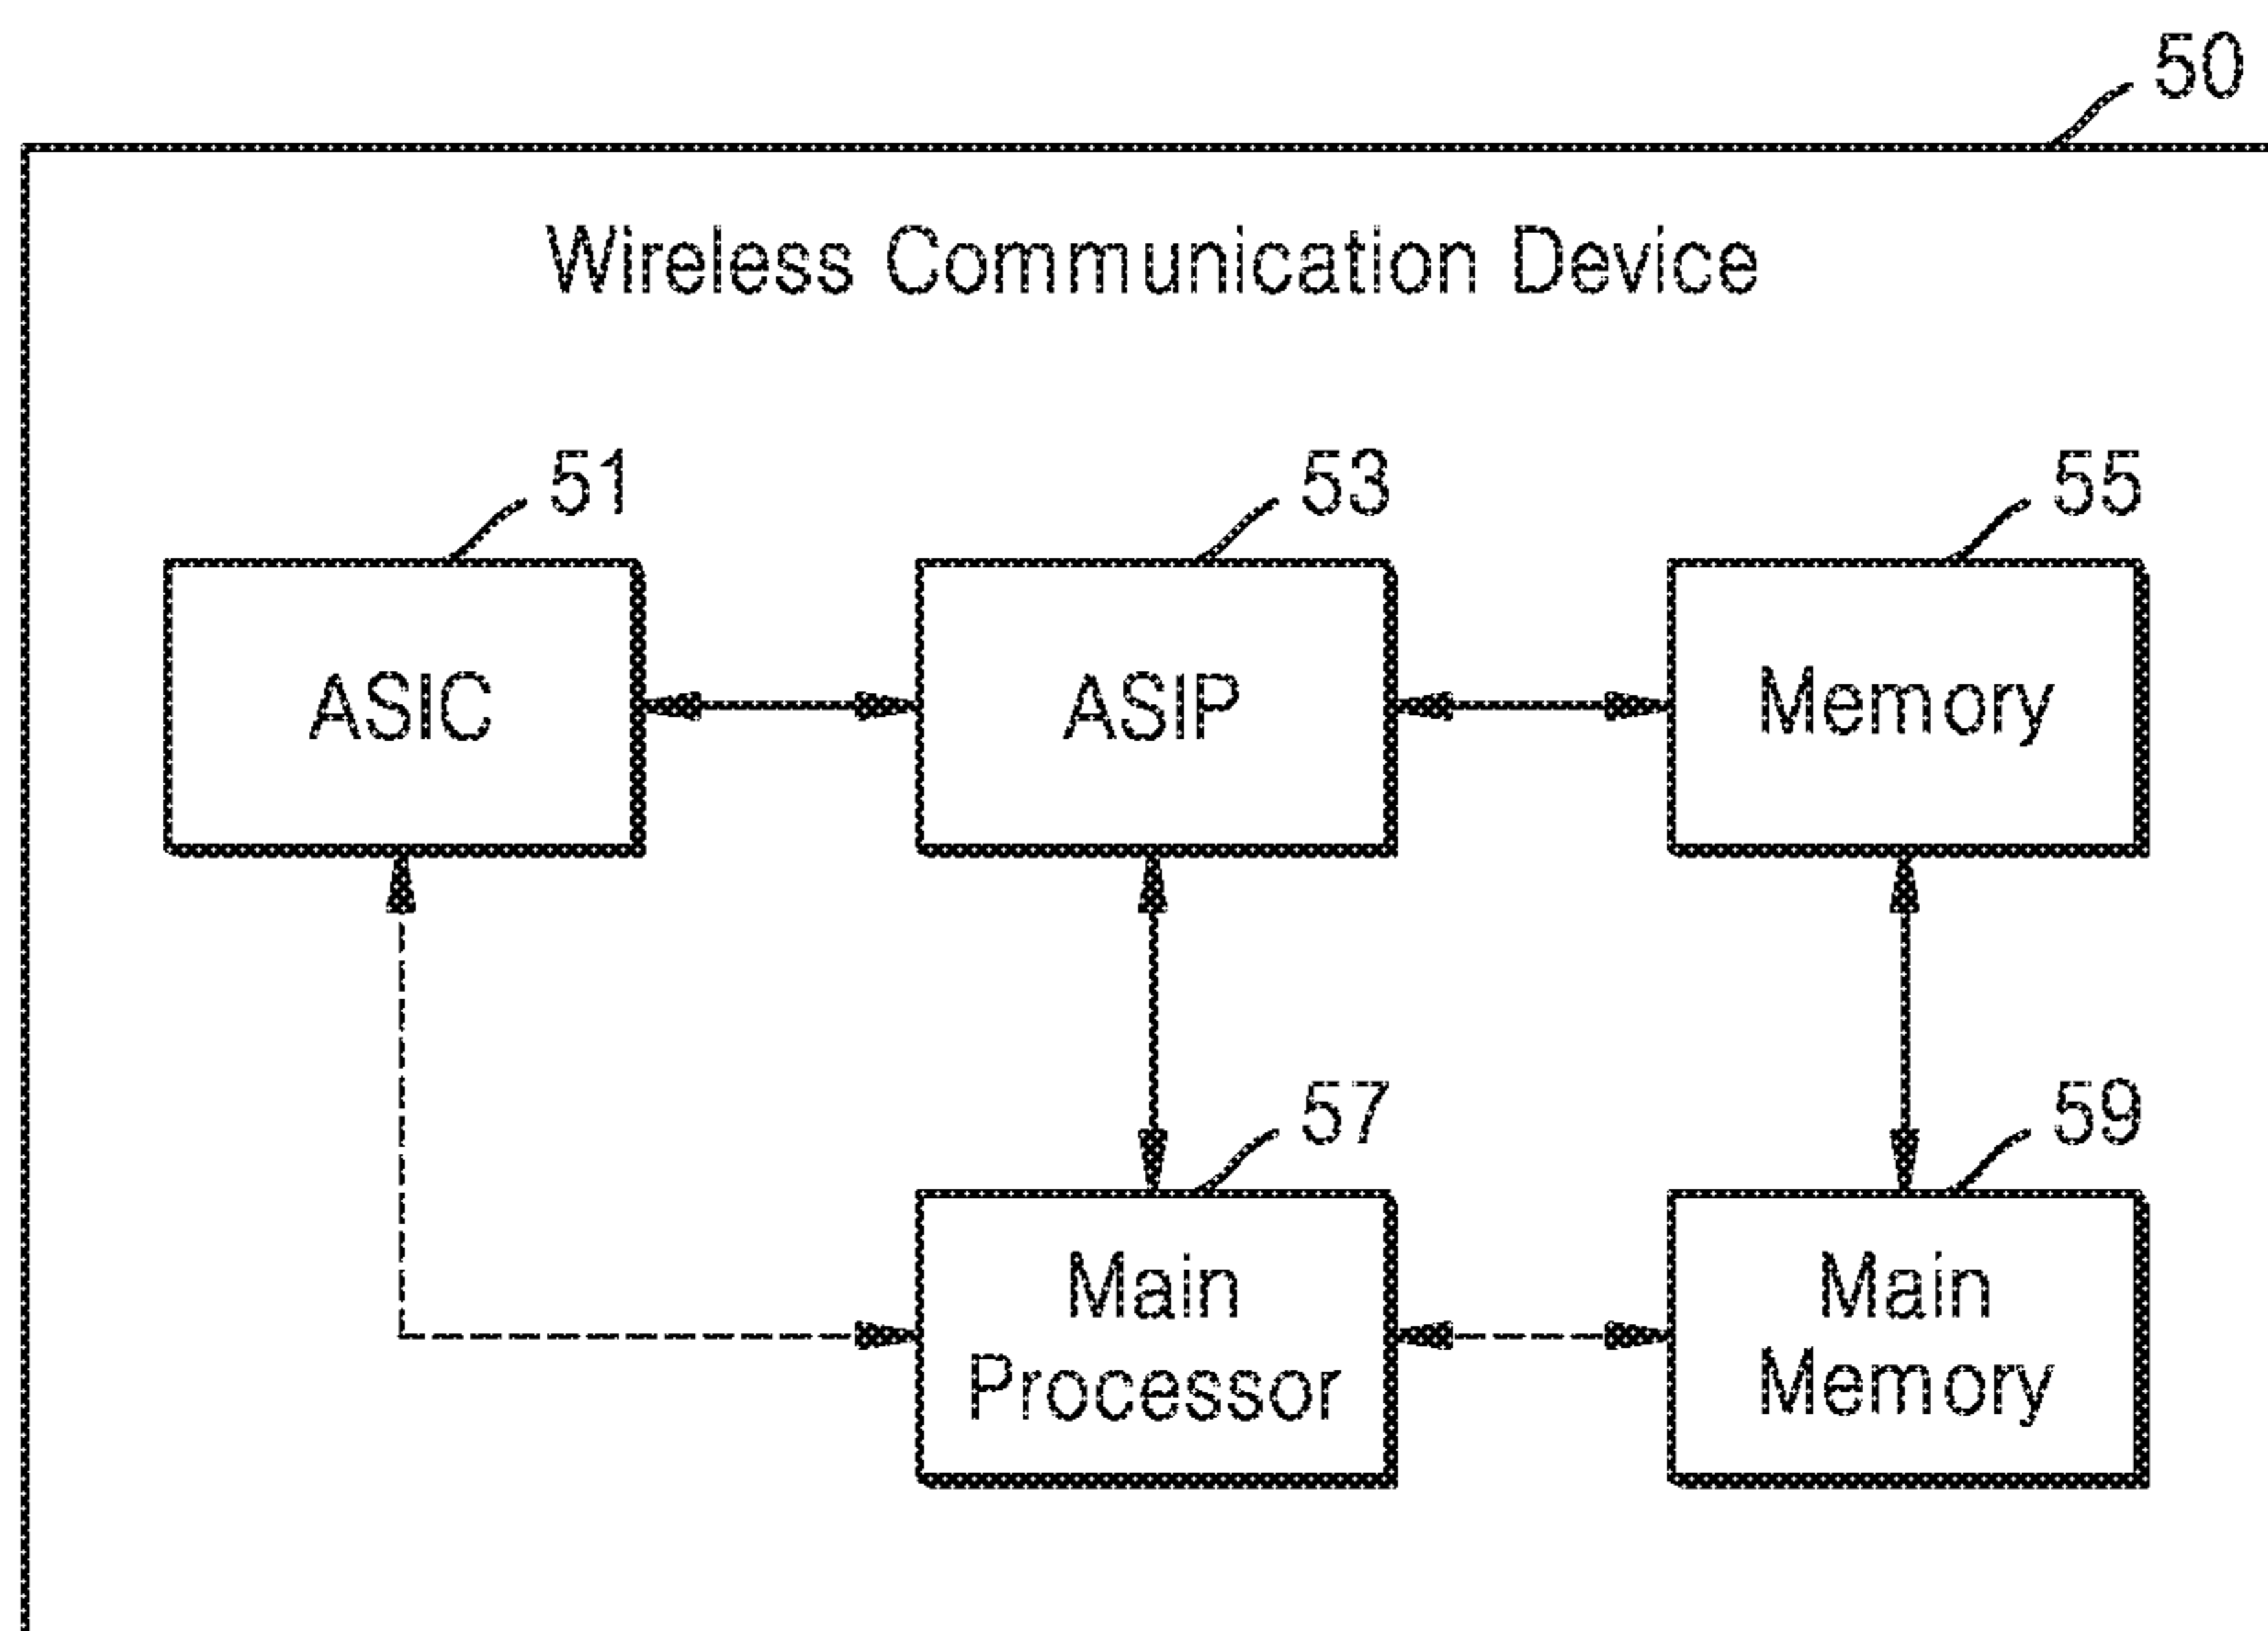 50
Wireless Communication Device
51
53
55
ASIC
ASIP
Memory
57
59
Main
Processor
Main
Memory